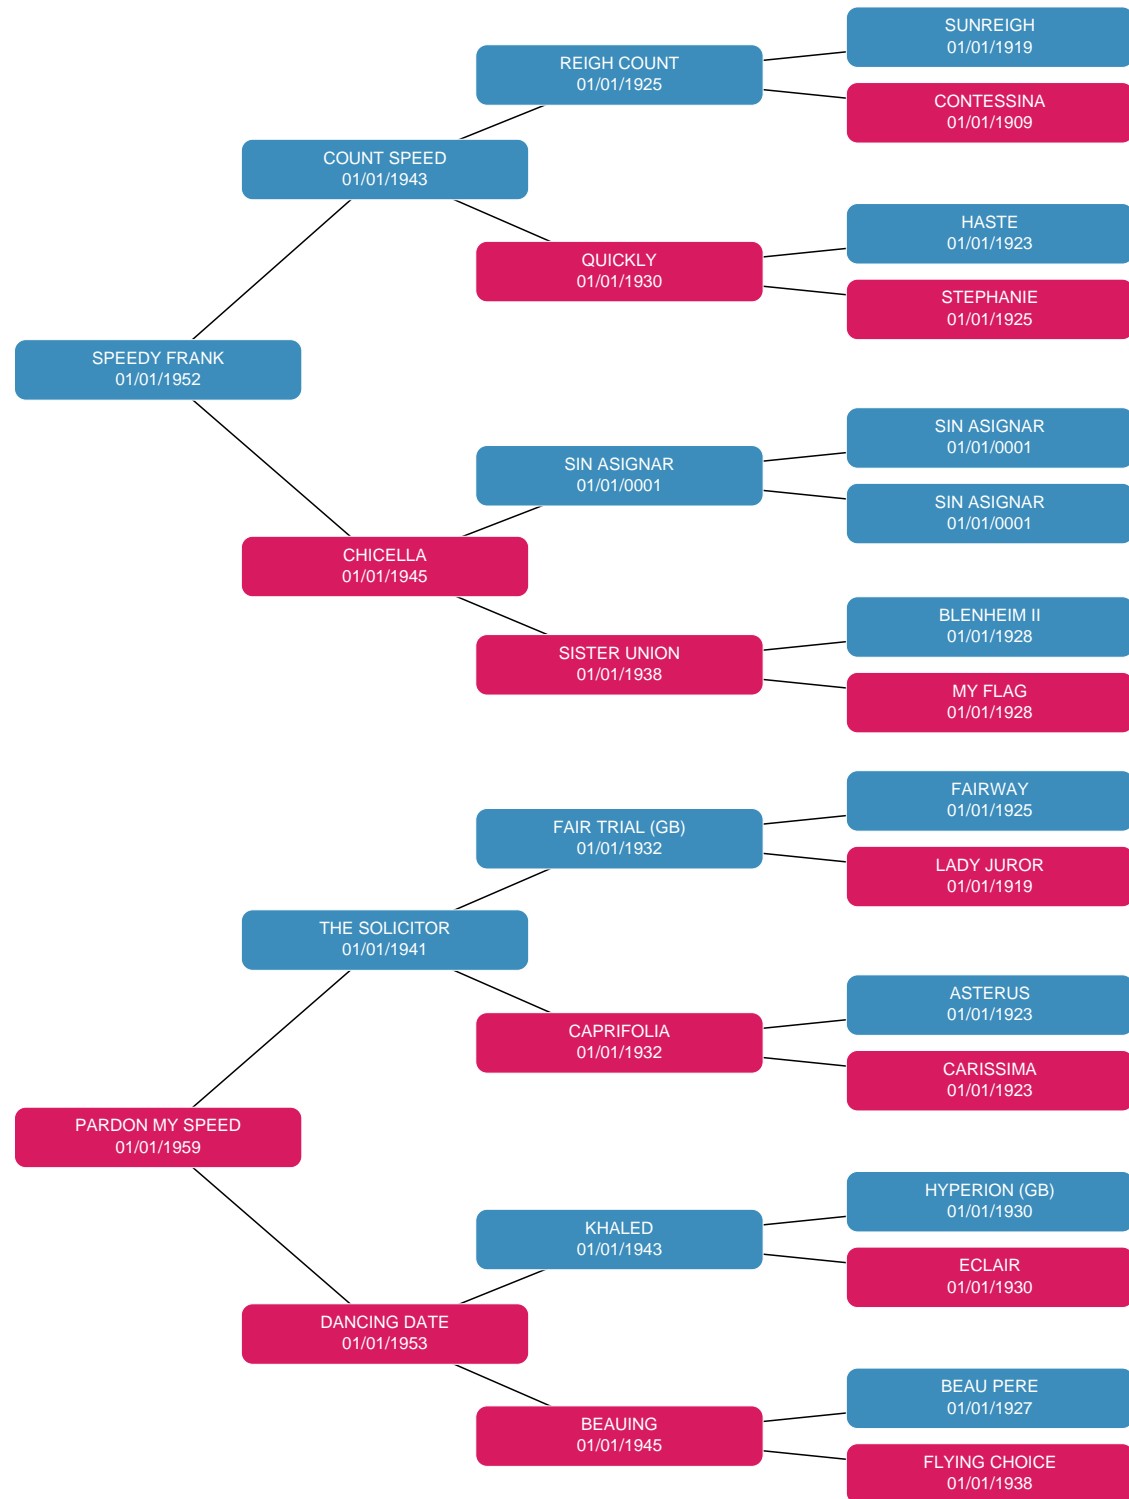 SUNREIGH
01/01/1919
REIGH COUNT
01/01/1925
CONTESSINA
01/01/1909
COUNT SPEED
01/01/1943
HASTE
01/01/1923
QUICKLY
01/01/1930
STEPHANIE
01/01/1925
SPEEDY FRANK
01/01/1952
SIN ASIGNAR
01/01/0001
SIN ASIGNAR
01/01/0001
SIN ASIGNAR
01/01/0001
CHICELLA
01/01/1945
BLENHEIM II
01/01/1928
SISTER UNION
01/01/1938
MY FLAG
01/01/1928
FAIRWAY
01/01/1925
FAIR TRIAL (GB)
01/01/1932
LADY JUROR
01/01/1919
THE SOLICITOR
01/01/1941
ASTERUS
01/01/1923
CAPRIFOLIA
01/01/1932
CARISSIMA
01/01/1923
PARDON MY SPEED
01/01/1959
HYPERION (GB)
01/01/1930
KHALED
01/01/1943
ECLAIR
01/01/1930
DANCING DATE
01/01/1953
BEAU PERE
01/01/1927
BEAUING
01/01/1945
FLYING CHOICE
01/01/1938